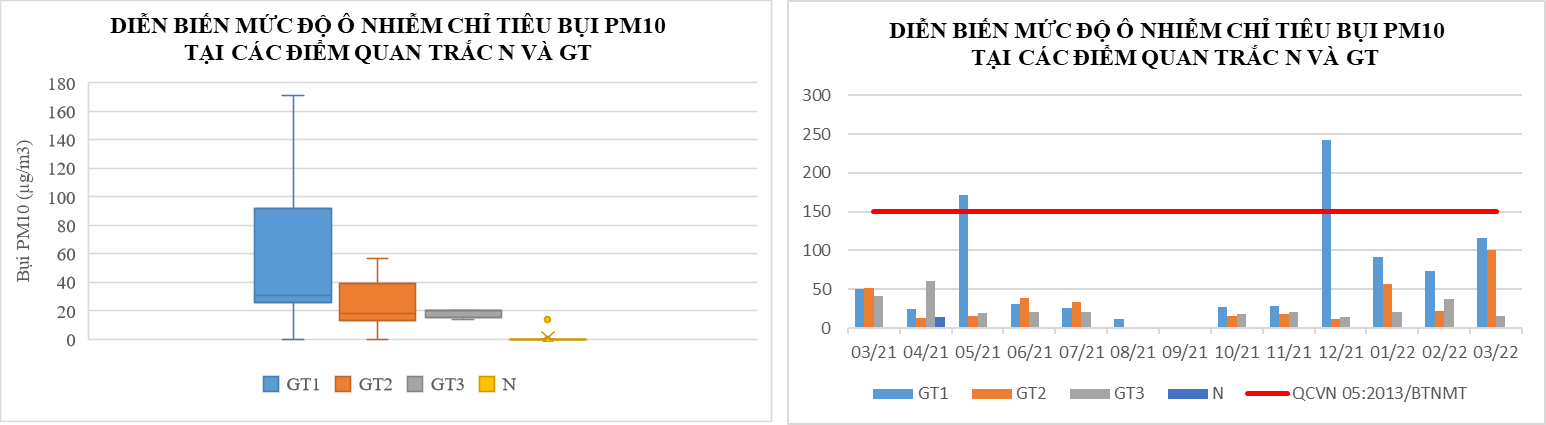 DIỄN BIẾN MỨC ĐỘ Ô NHIỄM CHỈ TIÊU BỤI PM10
TẠI CÁC ĐIỂM QUAN TRẮC N VÀ GT
180
160
140
120
100
80
60
40
20
0
Bụi PM10 (µg/m3)
GT1 GT2 GT3 N
DIỄN BIẾN MỨC ĐỘ Ô NHIỄM CHỈ TIÊU BỤI PM10
TẠI CÁC ĐIỂM QUAN TRẮC N VÀ GT
300
250
200
150
100
50
0
03/21 04/21 05/21 06/21 07/21 08/21 09/21 10/21 11/21 12/21 01/22 02/22 03/22
GT1 GT2 GT3 N QCVN 05:2013/BTNMT